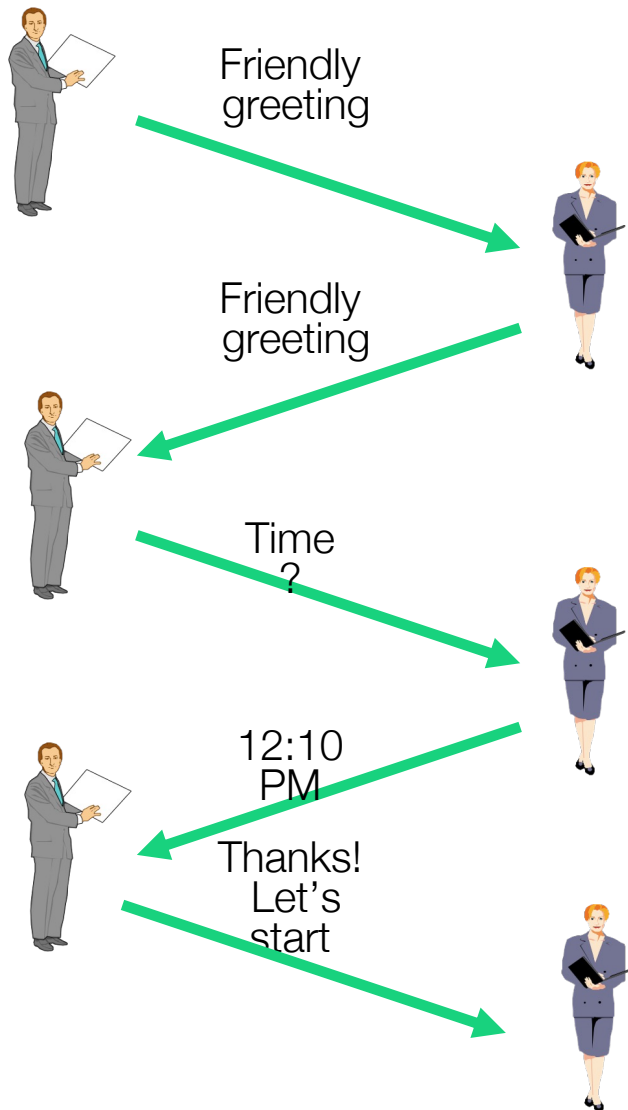 Friendly
greeting
Friendly
greeting
Time
?
12:10
PM
Thanks!
Let’s
start